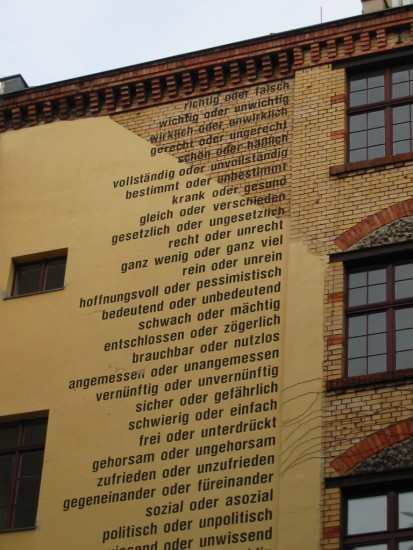 richtig oder falsch
wichtig oder unwichtig
wirklich oder unwirklich
gerecht oder ungerecht
schön oder häßlich
vollständig oder unvollständig
bestimmt oder unbestimmt
krank oder gesund
gleich oder verschieden
gesetzlich oder ungesetzlich
recht oder unrecht
ganz wenig oder ganz viel
rein oder unrein
hoffnungsvoll oder pessimistisch
bedeutend oder unbedeutend
schwach oder mächtig
entschlossen oder zögerlich
brauchbar oder nutzlos
angemessen oder unangemessen
vernünftig oder unvernünftig
sicher oder gefährlich
schwierig oder einfach
frei oder unterdrückt
gehorsam oder ungehorsam
zufrieden oder unzufrieden
gegeneinander oder füreinander
sozial oder asozial
politisch oder unpolitisch
wissend oder unwissend